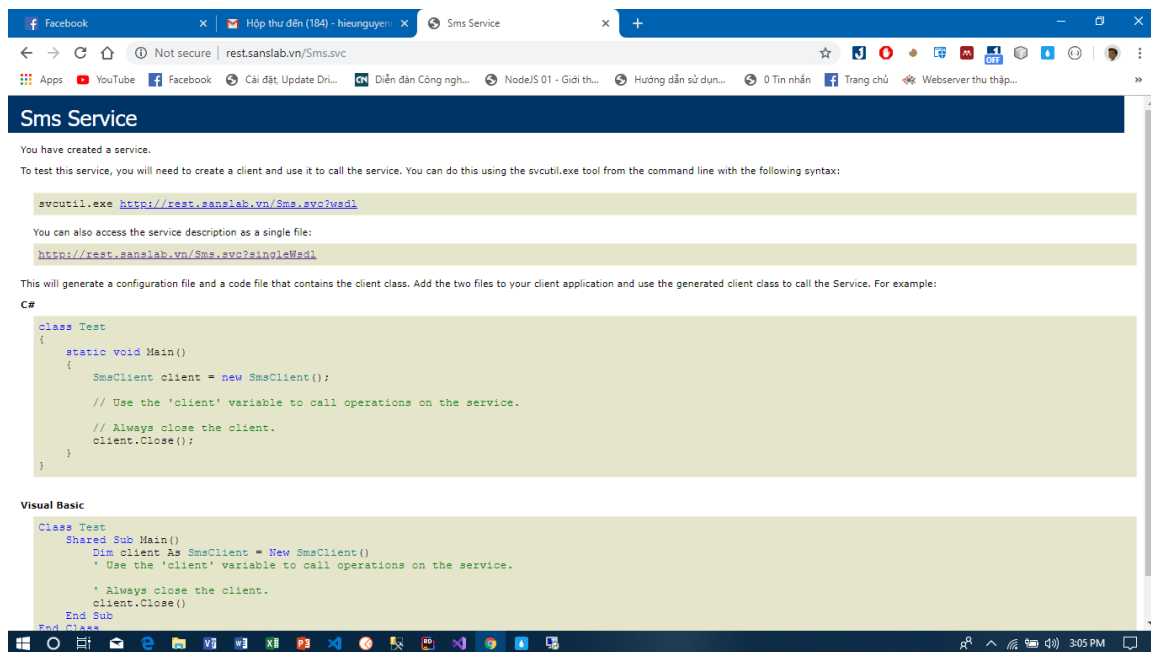 Facebook
Hộp thư đến (184) - hieunguyen
Sms Service
Not secure
rest.sanslab.vn/Sms.svc
OFF
Apps
YouTube
Facebook
Cài đặt, Update Dri...
Diễn đàn Công ngh...
NodeJS 01 - Giới th...
Hướng dẫn sử dụn...
0 Tin nhắn
Trang chủ
Webserver thu thập...
»
Sms Service
You have created a service.
To test this service, you will need to create a client and use it to call the service. You can do this using the svcutil.exe tool from the command line with the following syntax:
svcutil.exe http://rest.sanslab.vn/Sms.svc?wsdl
You can also access the service description as a single file:
http://rest.sanslab.vn/Sms.svc?singleWsdl
This will generate a configuration file and a code file that contains the client class. Add the two files to your client application and use the generated client class to call the Service. For example:
C#
class Test
{
static void Main()
{
SmsClient client = new SmsClient();
// Use the 'client' variable to call operations on the service.
// Always close the client.
client.Close();
}
}
Visual Basic
Class Test
Shared Sub Main()
Dim client As SmsClient = New SmsClient()
' Use the 'client' variable to call operations on the service.
' Always close the client.
client.Close()
End Sub
End Class
3:05 PM